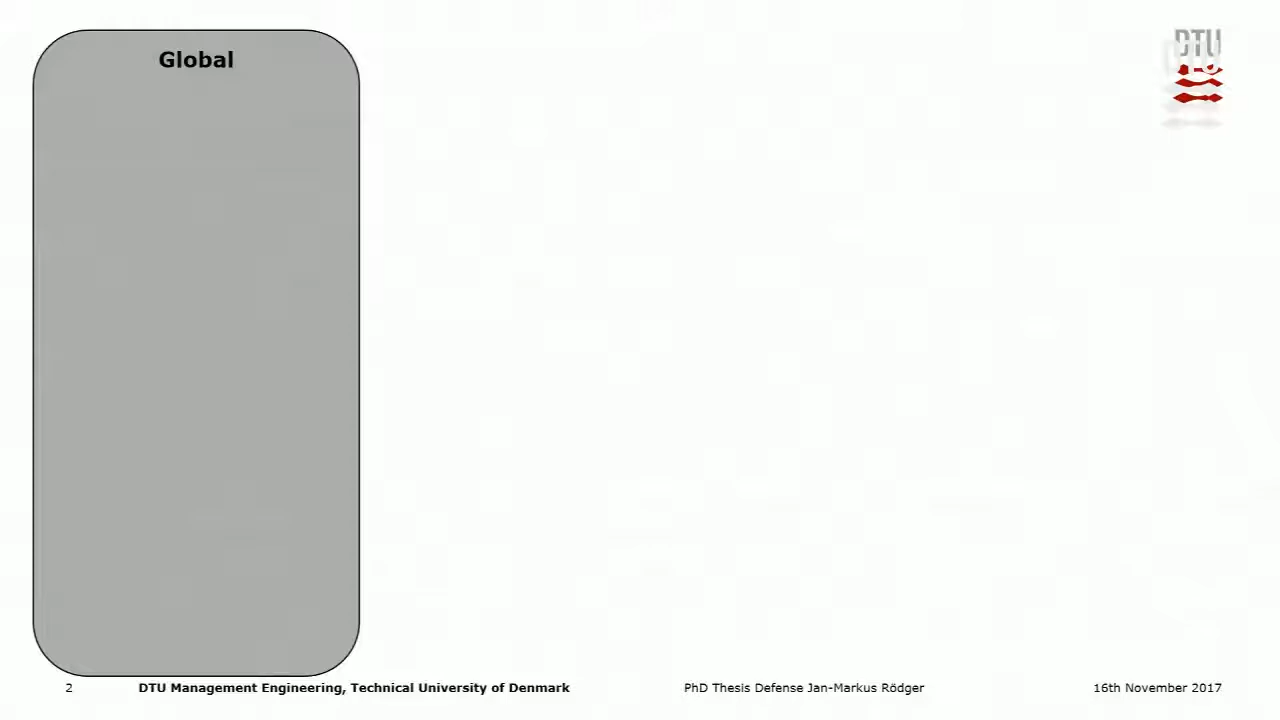 Global
DTU
2 DTU Management Engineering, Technical University of Denmark PhD Thesis Defense Jan-Markus Rödger 16th November 2017